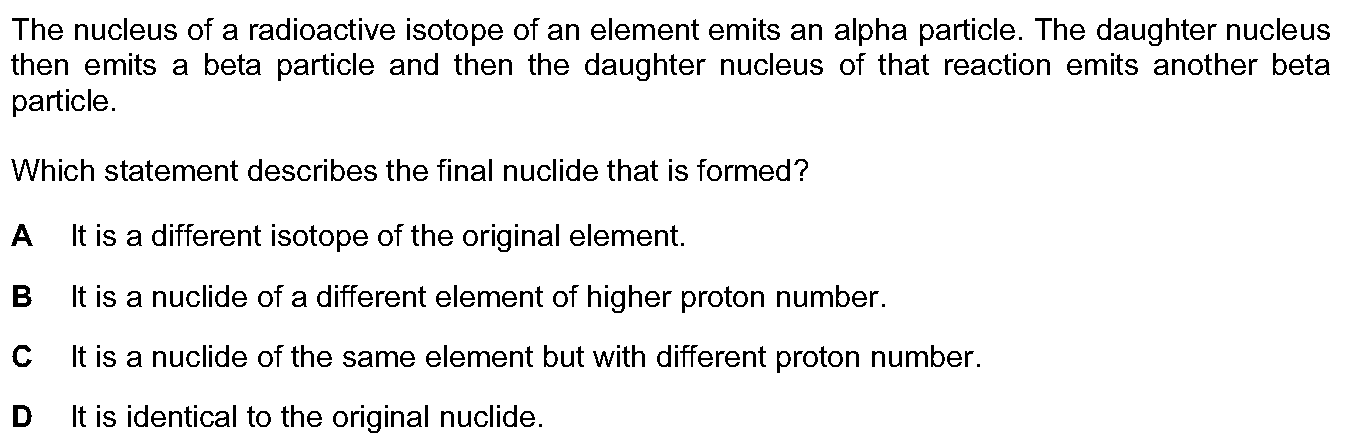 The nucleus of a radioactive isotope of an element emits an alpha particle. The daughter nucleus
then emits a beta particle and then the daughter nucleus of that reaction emits another beta
particle.
Which statement describes the final nuclide that is formed?
A It is a different isotope of the original element.
B It is a nuclide of a different element of higher proton number.
C It is a nuclide of the same element but with different proton number.
D It is identical to the original nuclide.